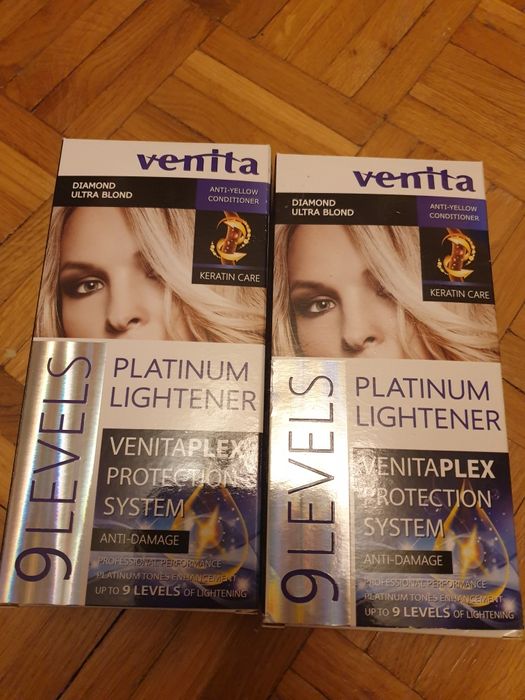 venita
DIAMOND
ULTRA BLOND
ANTI-YELLOW
CONDITIONER
KERATIN CARE
9 LEVELS
PLATINUM
LIGHTENER
VENITAPLEX
PROTECTION
SYSTEM
ANTI-DAMAGE
PROFESSIONAL PERFORMANCE
PLATINUM TONES ENHANCEMENT
UP TO 9 LEVELS OF LIGHTENING
venita
DIAMOND
ULTRA BLOND
ANTI-YELLOW
CONDITIONER
KERATIN CARE
9 LEVELS
PLATINUM
LIGHTENER
VENITAPLEX
PROTECTION
SYSTEM
ANTI-DAMAGE
PROFESSIONAL PERFORMANCE
PLATINUM TONES ENHANCEMENT
UP TO 9 LEVELS OF LIGHTENING